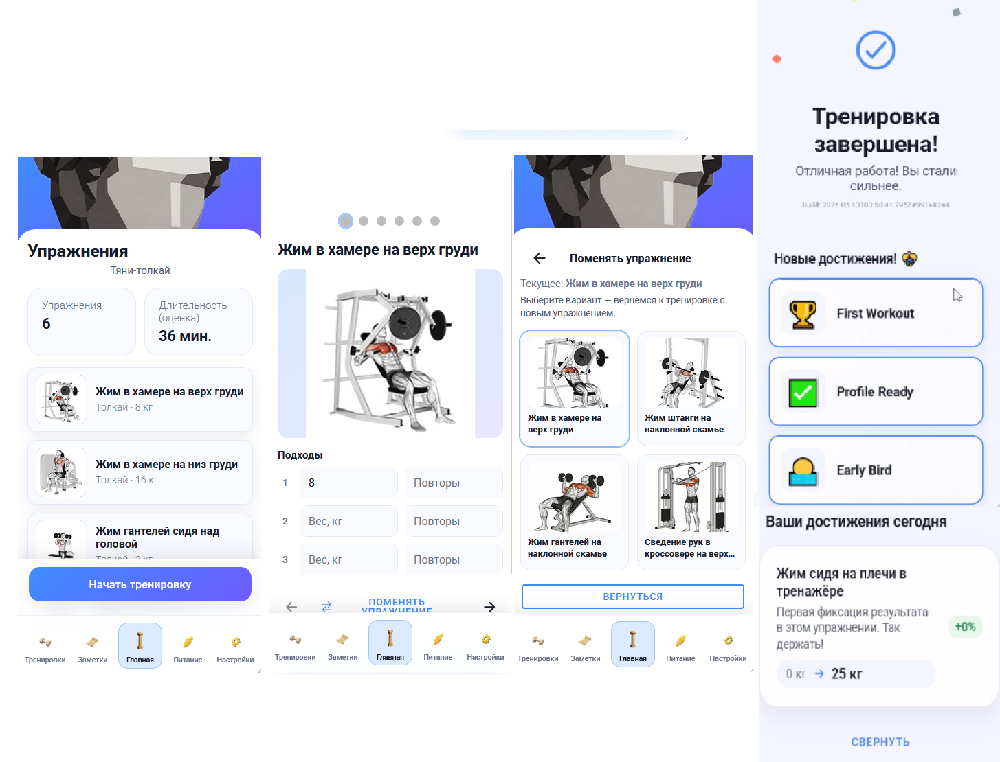 Упражнения
Тяни-толкай
Упражнения
6
Длительность
(оценка)
36 мин.
Жим в хамере на верх груди
Толкай · 8 кг
Жим в хамере на низ груди
Толкай · 16 кг
Жим гантелей сидя над
головой
Начать тренировку
Тренировки
Заметки
Главная
Питание
Настройки
Жим в хамере на верх груди
Подходы
1
8
Повторы
2
Вес, кг
Повторы
3
Вес, кг
Повторы
ПОМЕНЯТЬ
УПРАЖНЕНИЕ
Тренировки
Заметки
Главная
Питание
Настройки
Поменять упражнение
Текущее: Жим в хамере на верх груди
Выберите вариант — вернёмся к тренировке с
новым упражнением.
Жим в хамере на
верх груди
Жим штанги на
наклонной скамье
Жим гантелей на
наклонной скамье
Сведение рук в
кроссовере на верх...
ВЕРНУТЬСЯ
Тренировки
Заметки
Главная
Питание
Настройки
Тренировка
завершена!
Отличная работа! Вы стали
сильнее.
Build: 2026-05-13T03:58:41.795Z#991e82a4
Новые достижения!
First Workout
Profile Ready
Early Bird
Ваши достижения сегодня
Жим сидя на плечи в
тренажёре
Первая фиксация результата
в этом упражнении. Так
держать!
+0%
0 кг → 25 кг
СВЕРНУТЬ